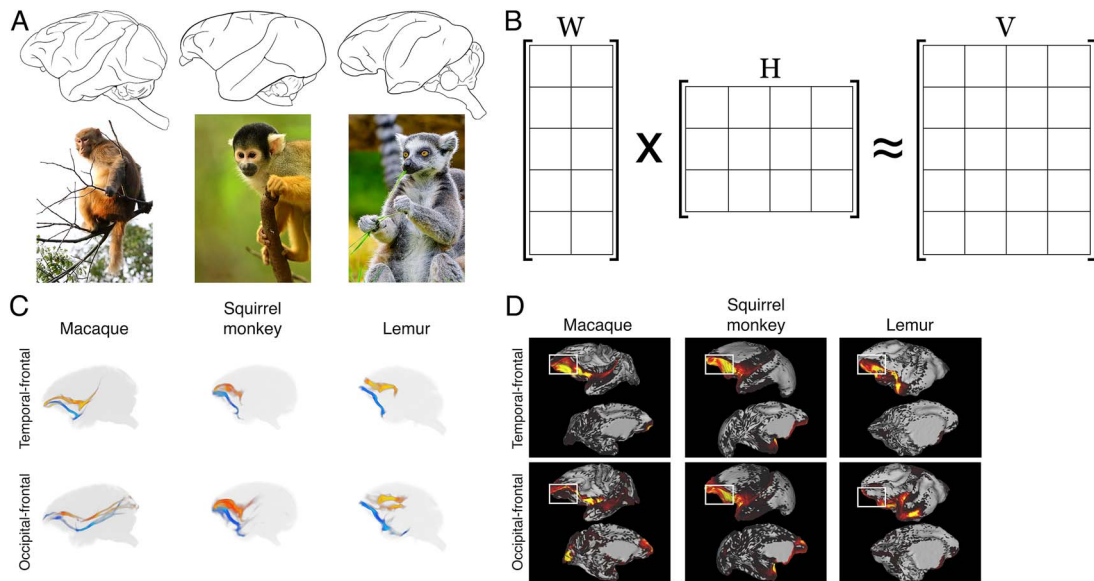 A
B
W
X
H
≈
V
C
Macaque
Squirrel
monkey
Lemur
Temporal-frontal
Occipital-frontal
D
Macaque
Squirrel
monkey
Lemur
Temporal-frontal
Occipital-frontal